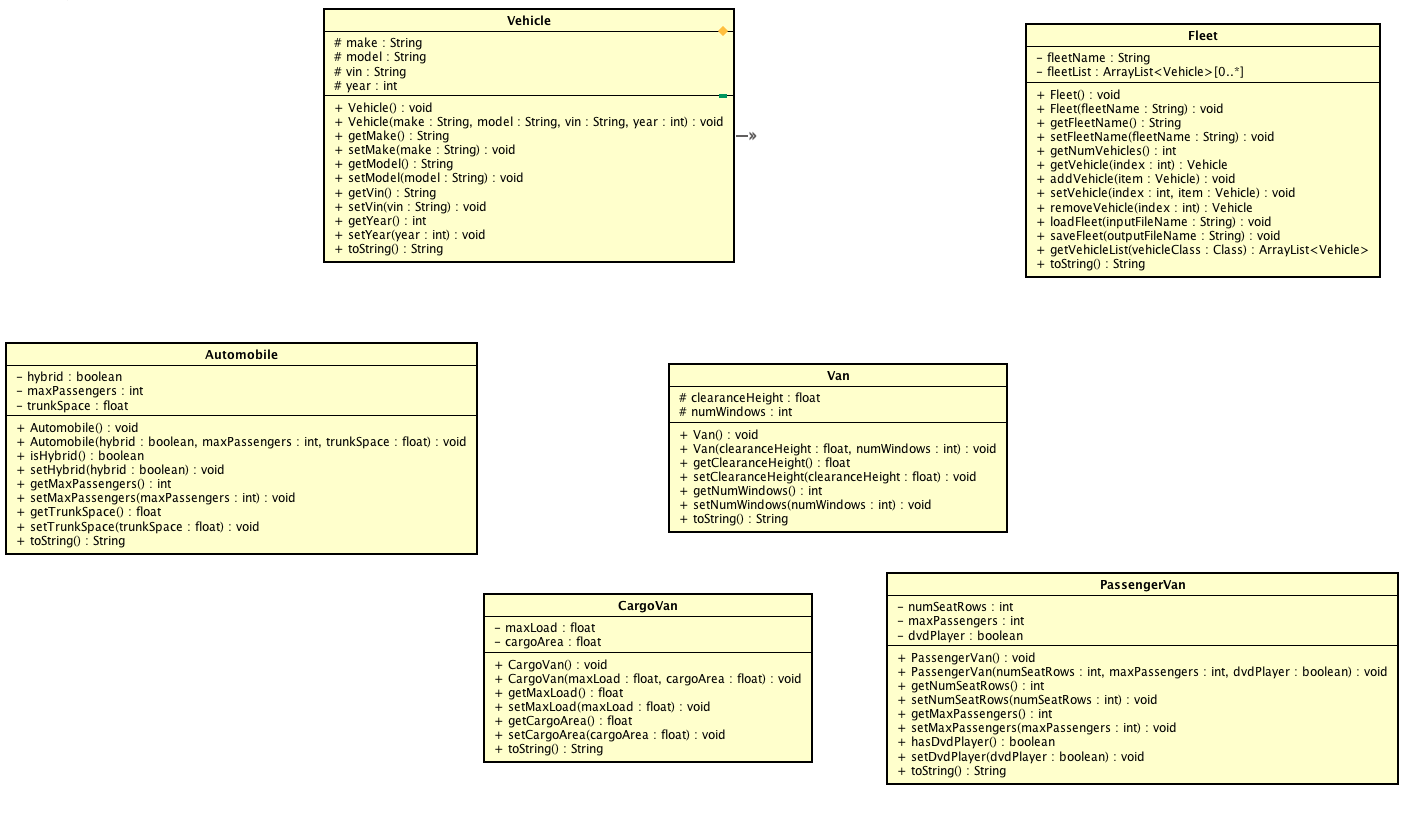 Vehicle
# make : String
# model : String
# vin : String
# year : int
+ Vehicle() : void
+ Vehicle(make : String, model : String, vin : String, year : int) : void
+ getMake() : String
+ setMake(make : String) : void
+ getModel() : String
+ setModel(model : String) : void
+ getVin() : String
+ setVin(vin : String) : void
+ getYear() : int
+ setYear(year : int) : void
+ toString() : String
Fleet
- fleetName : String
- fleetList : ArrayList<Vehicle>[0..*]
+ Fleet() : void
+ Fleet(fleetName : String) : void
+ getFleetName() : String
+ setFleetName(fleetName : String) : void
+ getNumVehicles() : int
+ getVehicle(index : int) : Vehicle
+ addVehicle(item : Vehicle) : void
+ setVehicle(index : int, item : Vehicle) : void
+ removeVehicle(index : int) : Vehicle
+ loadFleet(inputFileName : String) : void
+ saveFleet(outputFileName : String) : void
+ getVehicleList(vehicleClass : Class) : ArrayList<Vehicle>
+ toString() : String
Automobile
- hybrid : boolean
- maxPassengers : int
- trunkSpace : float
+ Automobile() : void
+ Automobile(hybrid : boolean, maxPassengers : int, trunkSpace : float) : void
+ isHybrid() : boolean
+ setHybrid(hybrid : boolean) : void
+ getMaxPassengers() : int
+ setMaxPassengers(maxPassengers : int) : void
+ getTrunkSpace() : float
+ setTrunkSpace(trunkSpace : float) : void
+ toString() : String
Van
# clearanceHeight : float
# numWindows : int
+ Van() : void
+ Van(clearanceHeight : float, numWindows : int) : void
+ getClearanceHeight() : float
+ setClearanceHeight(clearanceHeight : float) : void
+ getNumWindows() : int
+ setNumWindows(numWindows : int) : void
+ toString() : String
CargoVan
- maxLoad : float
- cargoArea : float
+ CargoVan() : void
+ CargoVan(maxLoad : float, cargoArea : float) : void
+ getMaxLoad() : float
+ setMaxLoad(maxLoad : float) : void
+ getCargoArea() : float
+ setCargoArea(cargoArea : float) : void
+ toString() : String
PassengerVan
- numSeatRows : int
- maxPassengers : int
- dvdPlayer : boolean
+ PassengerVan() : void
+ PassengerVan(numSeatRows : int, maxPassengers : int, dvdPlayer : boolean) : void
+ getNumSeatRows() : int
+ setNumSeatRows(numSeatRows : int) : void
+ getMaxPassengers() : int
+ setMaxPassengers(maxPassengers : int) : void
+ hasDvdPlayer() : boolean
+ setDvdPlayer(dvdPlayer : boolean) : void
+ toString() : String